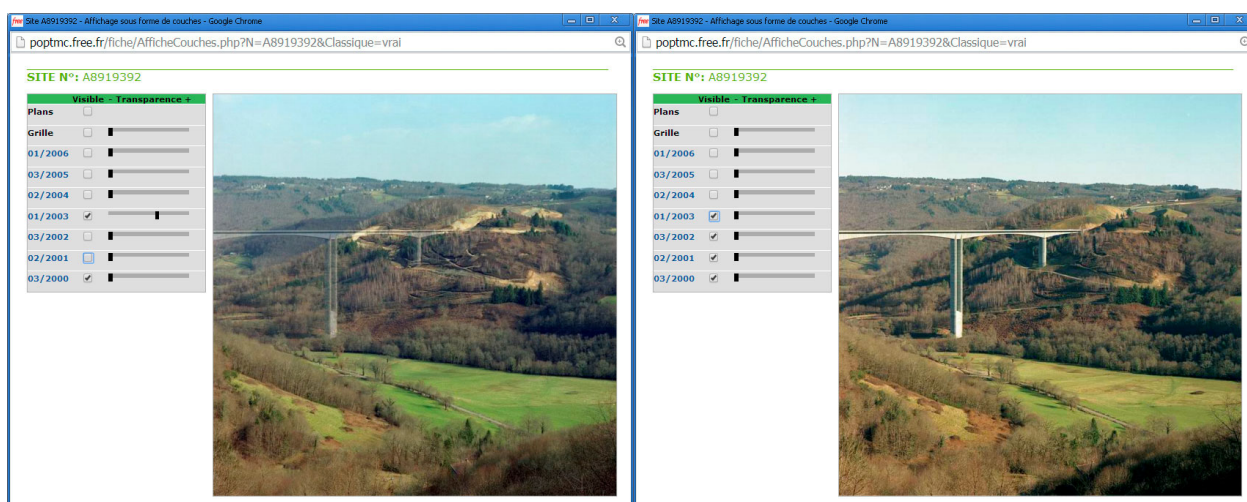 free Site A8919392 - Affichage sous forme de couches - Google Chrome
poptmc.free.fr/fiche/AfficheCouches.php?N=A8919392&Classique=vrai
SITE N°: A8919392
Visible - Transparence +
Plans
Grille
01/2006
03/2005
02/2004
01/2003
03/2002
02/2001
03/2000
free Site A8919392 - Affichage sous forme de couches - Google Chrome
poptmc.free.fr/fiche/AfficheCouches.php?N=A8919392&Classique=vrai
SITE N°: A8919392
Visible - Transparence +
Plans
Grille
01/2006
03/2005
02/2004
01/2003
03/2002
02/2001
03/2000